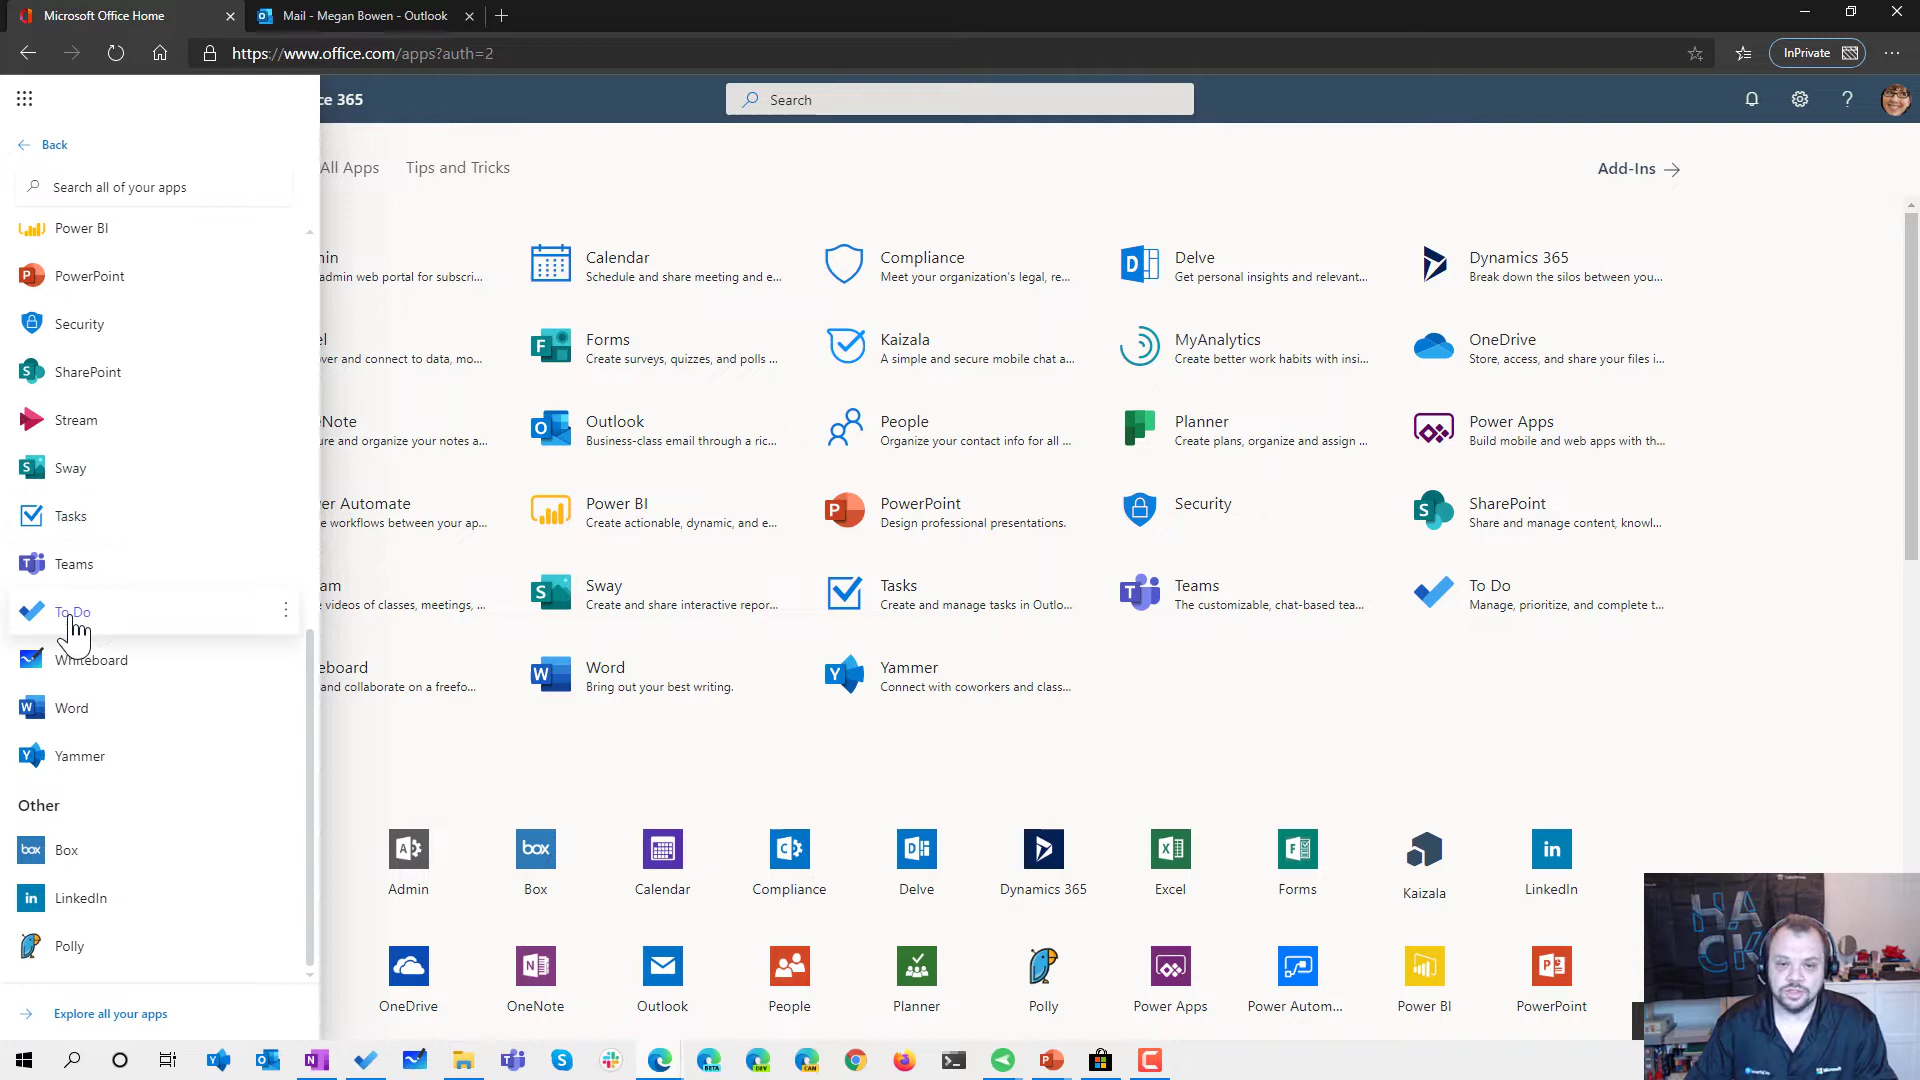 Microsoft Office Home
Mail - Megan Bowen - Outlook
https://www.office.com/apps?auth=2
InPrivate
ce 365
Search
Back
Search all of your apps
Power BI
PowerPoint
Security
SharePoint
Stream
Sway
Tasks
Teams
To Do
Whiteboard
Word
Yammer
Other
Box
LinkedIn
Polly
Explore all your apps
All Apps
Tips and Tricks
Add-Ins
min
admin web portal for subscri...
Calendar
Schedule and share meeting and e...
Compliance
Meet your organization's legal, re...
Delve
Get personal insights and relevant...
Dynamics 365
Break down the silos between you...
el
ver and connect to data, mo...
Forms
Create surveys, quizzes, and polls ...
Kaizala
A simple and secure mobile chat a...
MyAnalytics
Create better work habits with insi...
OneDrive
Store, access, and share your files i...
eNote
ure and organize your notes a...
Outlook
Business-class email through a ric...
People
Organize your contact info for all ...
Planner
Create plans, organize and assign ...
Power Apps
Build mobile and web apps with th...
er Automate
e workflows between your ap...
Power BI
Create actionable, dynamic, and e...
PowerPoint
Design professional presentations.
Security
SharePoint
Share and manage content, knowl...
am
e videos of classes, meetings, ...
Sway
Create and share interactive repor...
Tasks
Create and manage tasks in Outlo...
Teams
The customizable, chat-based tea...
To Do
Manage, prioritize, and complete t...
eboard
and collaborate on a freefo...
Word
Bring out your best writing.
Yammer
Connect with coworkers and class...
Admin
Box
Calendar
Compliance
Delve
Dynamics 365
Excel
Forms
Kaizala
LinkedIn
OneDrive
OneNote
Outlook
People
Planner
Polly
Power Apps
Power Autom...
Power BI
PowerPoint
HA
CK
BETA
DEV
CAN